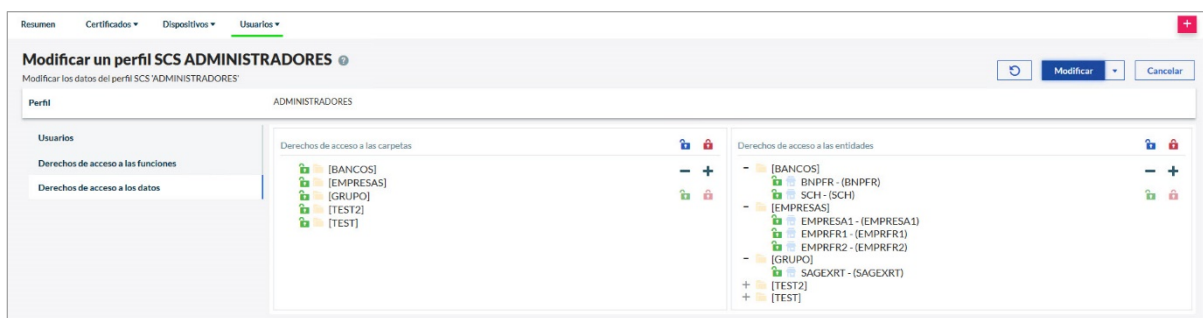 Resumen Certificados Dispositivos Usuarios
Modificar un perfil SCS ADMINISTRADORES
Modificar los datos del perfil SCS 'ADMINISTRADORES'
Modificar Cancelar
Perfil ADMINISTRADORES
Usuarios
Derechos de acceso a las funciones
Derechos de acceso a los datos
Derechos de acceso a las carpetas
[BANCOS]
[EMPRESAS]
[GRUPO]
[TEST2]
[TEST]
Derechos de acceso a las entidades
[BANCOS]
BNPFR - (BNPFR)
SCH - (SCH)
[EMPRESAS]
EMPRESA1 - (EMPRESA1)
EMPRFR1 - (EMPRFR1)
EMPRFR2 - (EMPRFR2)
[GRUPO]
SAGEXRT - (SAGEXRT)
[TEST2]
[TEST]